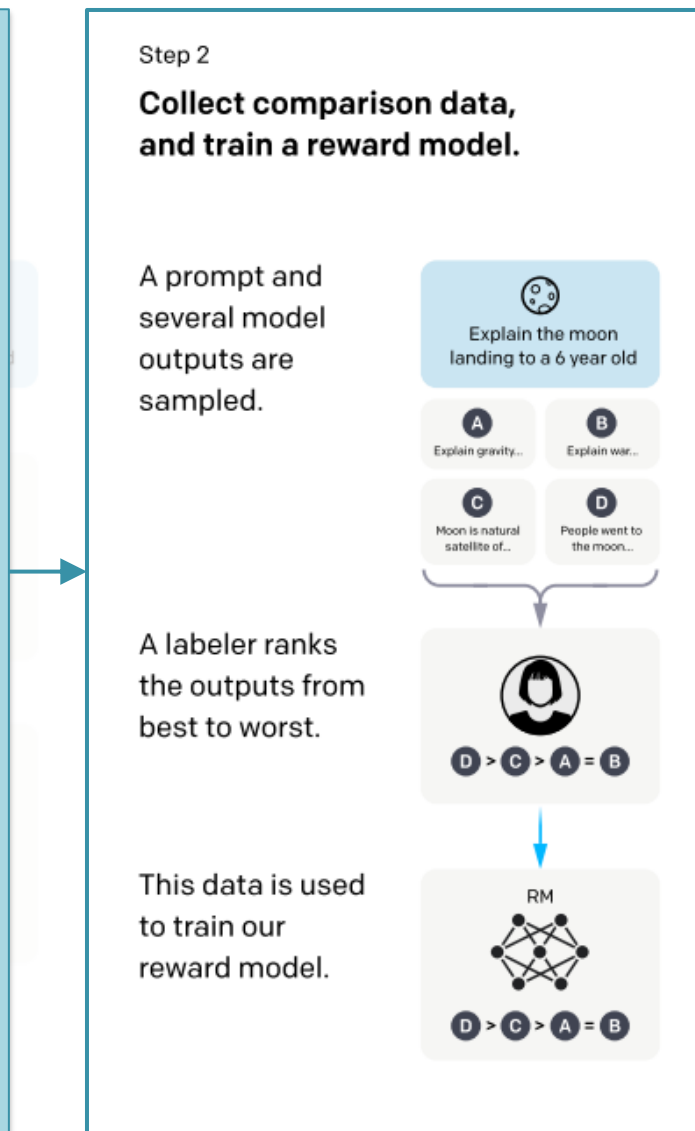 Step 2
Collect comparison data,
and train a reward model.
A prompt and
several model
outputs are
sampled.
Explain the moon
landing to a 6 year old
A
Explain gravity...
B
Explain war...
C
Moon is natural
satellite of...
D
People went to
the moon...
A labeler ranks
the outputs from
best to worst.
D > C > A = B
This data is used
to train our
reward model.
RM
D > C > A = B